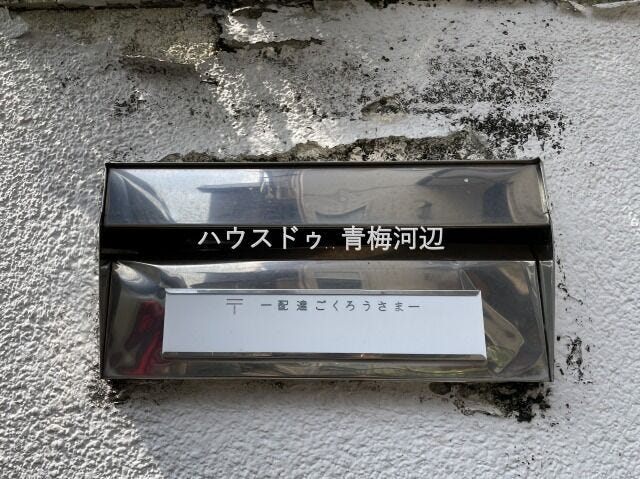 ハウスドゥ 青梅河辺
〒 ー配達ごくろうさまー